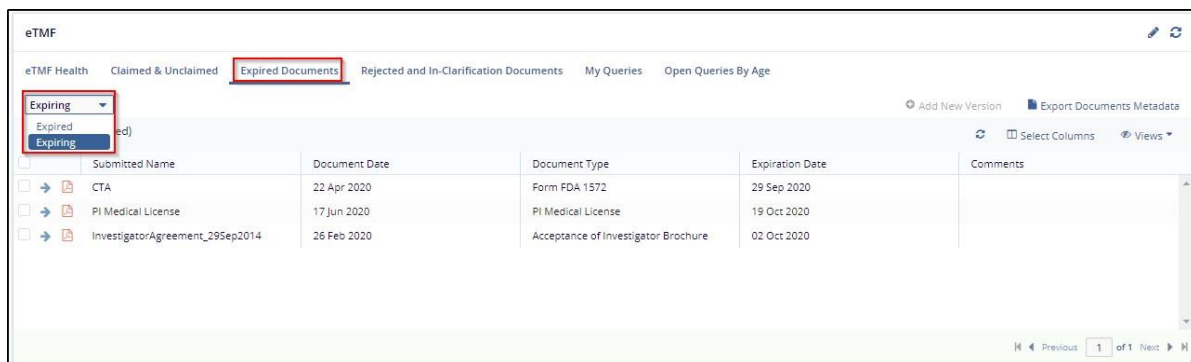 eTMF
eTMF Health Claimed & Unclaimed Expired Documents Rejected and In-Clarification Documents My Queries Open Queries By Age
Expiring Add New Version Export Documents Metadata
Expired ed) Select Columns Views
Expiring
Submitted Name Document Date Document Type Expiration Date Comments
CTA 22 Apr 2020 Form FDA 1572 29 Sep 2020
PI Medical License 17 Jun 2020 PI Medical License 19 Oct 2020
InvestigatorAgreement_29Sep2014 26 Feb 2020 Acceptance of Investigator Brochure 02 Oct 2020
Previous 1 of 1 Next